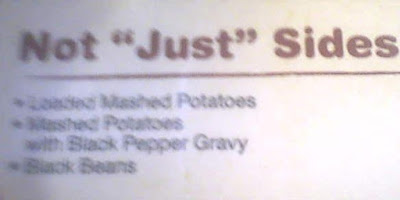 Not “Just” Sides
Loaded Mashed Potatoes
Mashed Potatoes
with Black Pepper Gravy
Black Beans